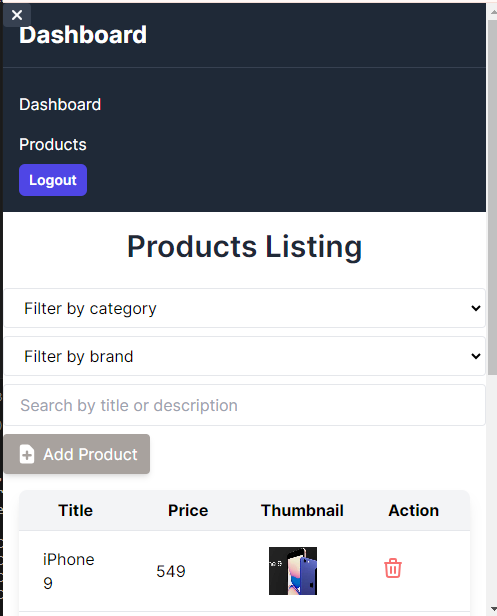 Dashboard
Dashboard
Products
Logout
Products Listing
Filter by category
Filter by brand
Search by title or description
Add Product
Title Price Thumbnail Action
iPhone
9
549